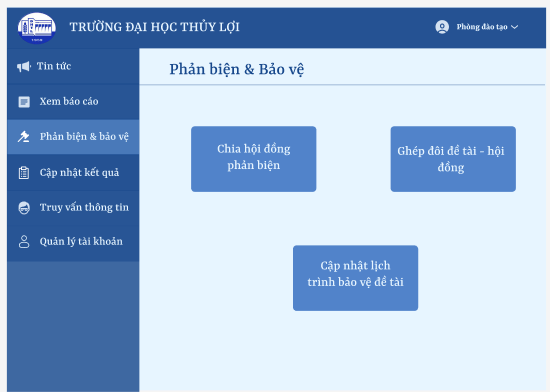 TRƯỜNG ĐẠI HỌC THỦY LỢI
Phòng đào tạo
Tin tức
Xem báo cáo
Phản biện & bảo vệ
Cập nhật kết quả
Truy vấn thông tin
Quản lý tài khoản
Phản biện & Bảo vệ
Chia hội đồng
phản biện
Ghép đôi đề tài - hội
đồng
Cập nhật lịch
trình bảo vệ đề tài